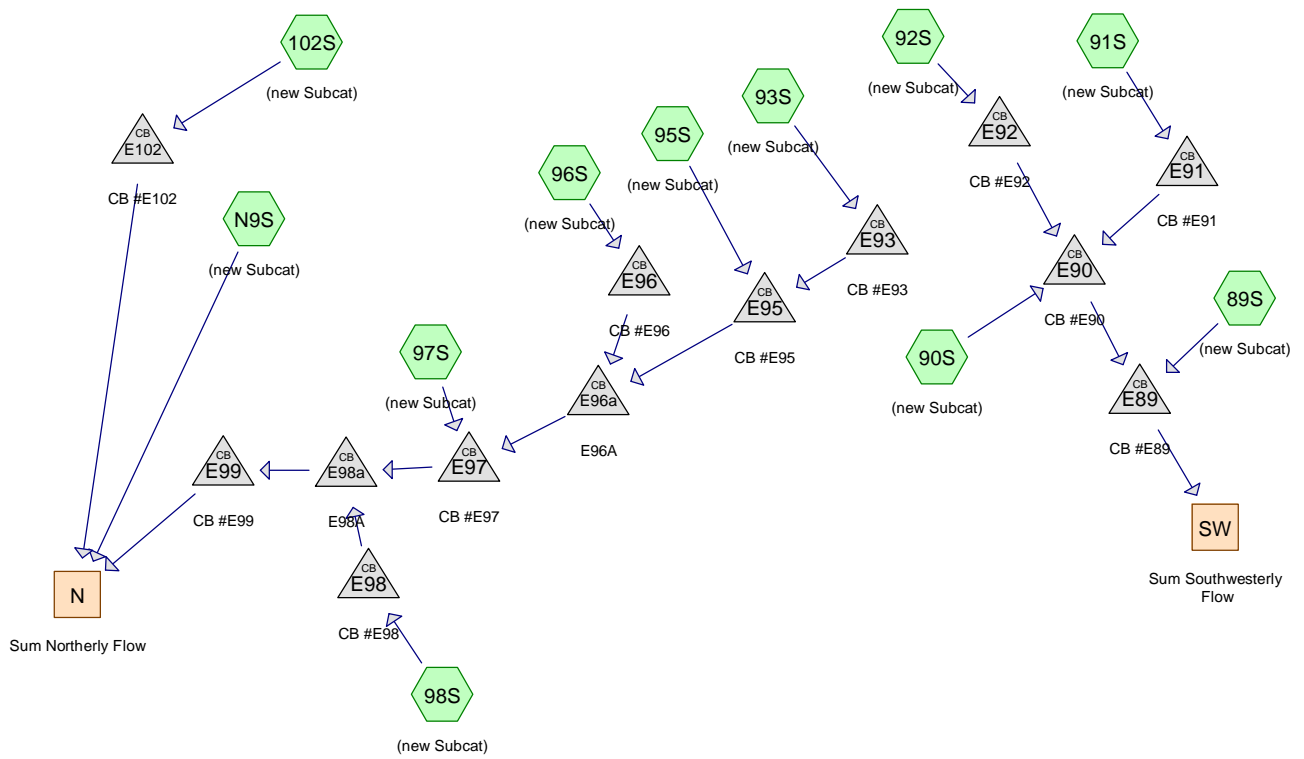 102S
(new Subcat)
CB
E102
CB #E102
N9S
(new Subcat)
96S
(new Subcat)
95S
(new Subcat)
93S
(new Subcat)
92S
(new Subcat)
91S
(new Subcat)
CB
E92
CB #E92
CB
E91
CB #E91
CB
E93
CB #E93
CB
E96
CB #E96
CB
E95
CB #E95
CB
E90
CB #E90
89S
(new Subcat)
90S
(new Subcat)
97S
(new Subcat)
CB
E96a
E96A
CB
E89
CB #E89
CB
E99
CB #E99
CB
E98a
E98A
CB
E97
CB #E97
CB
E98
CB #E98
98S
(new Subcat)
N
Sum Northerly Flow
SW
Sum Southwesterly
Flow